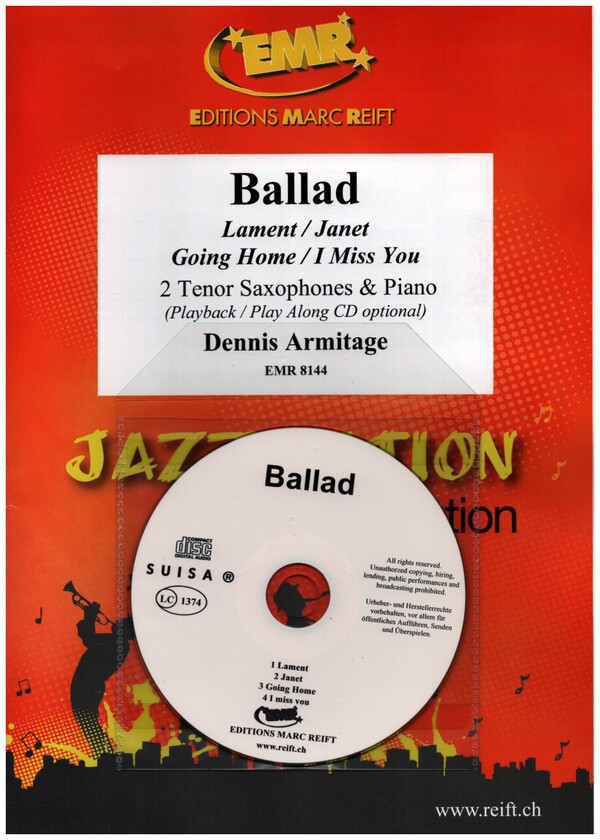 EMR
EDITIONS MARC REIFT
Ballad
Lament / Janet
Going Home / I Miss You
2 Tenor Saxophones & Piano
(Playback / Play Along CD optional)
Dennis Armitage
EMR 8144
Ballad
COMPACT
disc
DIGITAL AUDIO
SUISA ®
LC 1374
All rights reserved.
Unauthorized copying, hiring,
lending, public performances and
broadcasting prohibited.
Urheber- und Herstellerrechte
vorbehalten, vor allem für
öffentlichen Aufführen, Senden
und Überspielen.
1 Lament
2 Janet
3 Going Home
4 I miss you
EMR
EDITIONS MARC REIFT
www.reift.ch
www.reift.ch